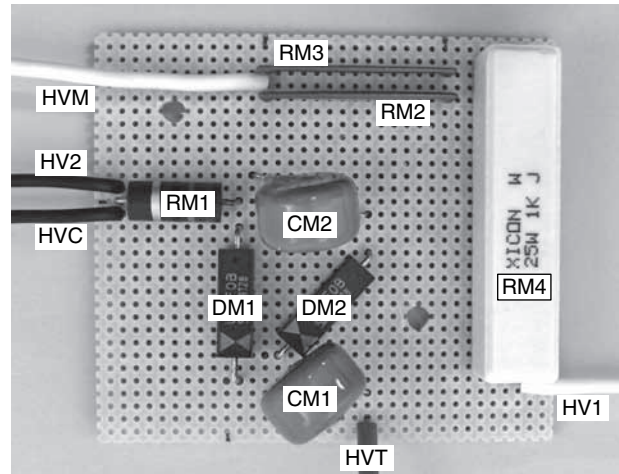 RM3
HVM
RM2
HV2
RM1
HVC
CM2
XICON W
25W 1K J
RM4
DM1
DM2
CM1
HV1
HVT